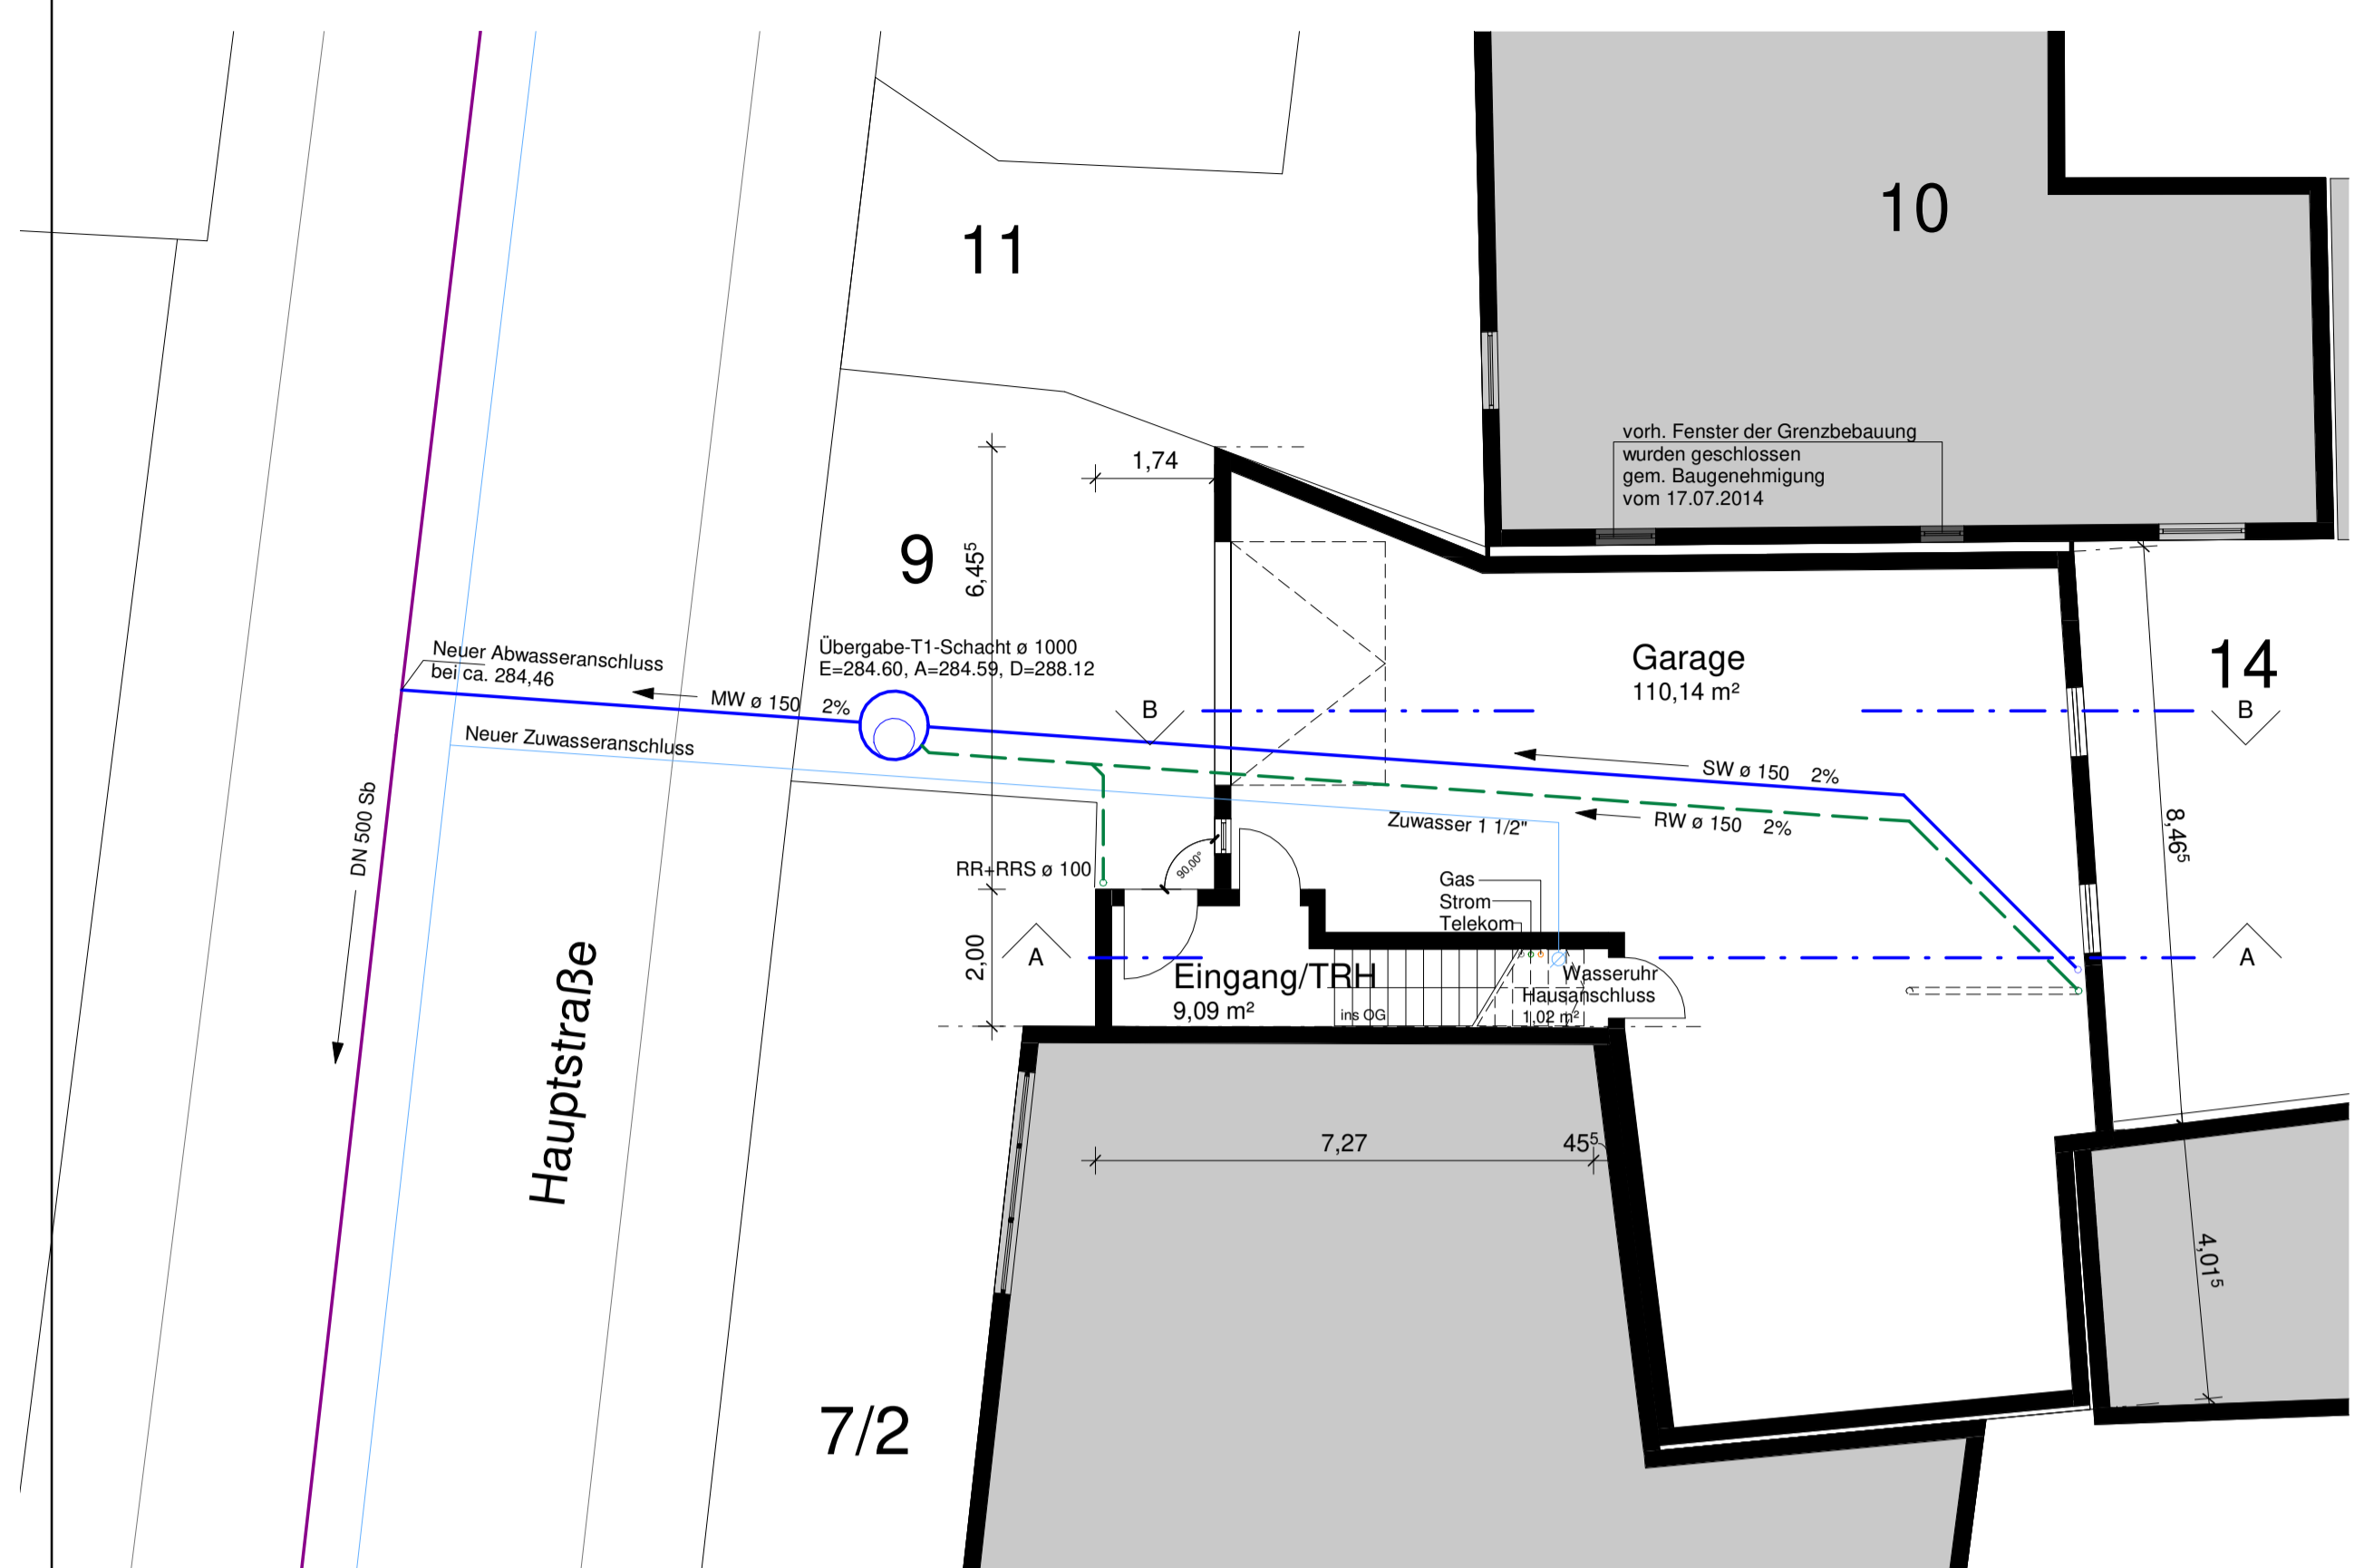 11
10
vorh. Fenster der Grenzbebauung
wurden geschlossen
gem. Baugenehmigung
vom 17.07.2014
1,74
9
6,45⁵
Übergabe-T1-Schacht ø 1000
E=284.60, A=284.59, D=288.12
Neuer Abwasseranschluss
bei ca. 284,46
MW ø 150 2%
Neuer Zuwasseranschluss
B
Garage
110,14 m²
14
B
SW ø 150 2%
RW ø 150 2%
Zuwasser 1 1/2"
8,46⁵
DN 500 Sb
RR+RRS ø 100
90,00°
Gas
Strom
Telekom
2,00
A
Eingang/TRH
9,09 m²
ins OG
Wasseruhr
Hausanschluss
1,02 m²
A
Hauptstraße
7,27
45⁵
4,01⁵
7/2